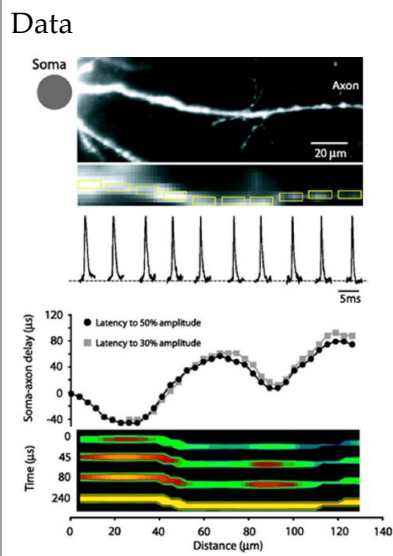 Data
Soma
Axon
20 µm
5ms
120
80
40
0
-40
Soma-axon delay (µs)
Latency to 50% amplitude
Latency to 30% amplitude
0
45
80
240
Time (µs)
0 20 40 60 80 100 120 140
Distance (µm)